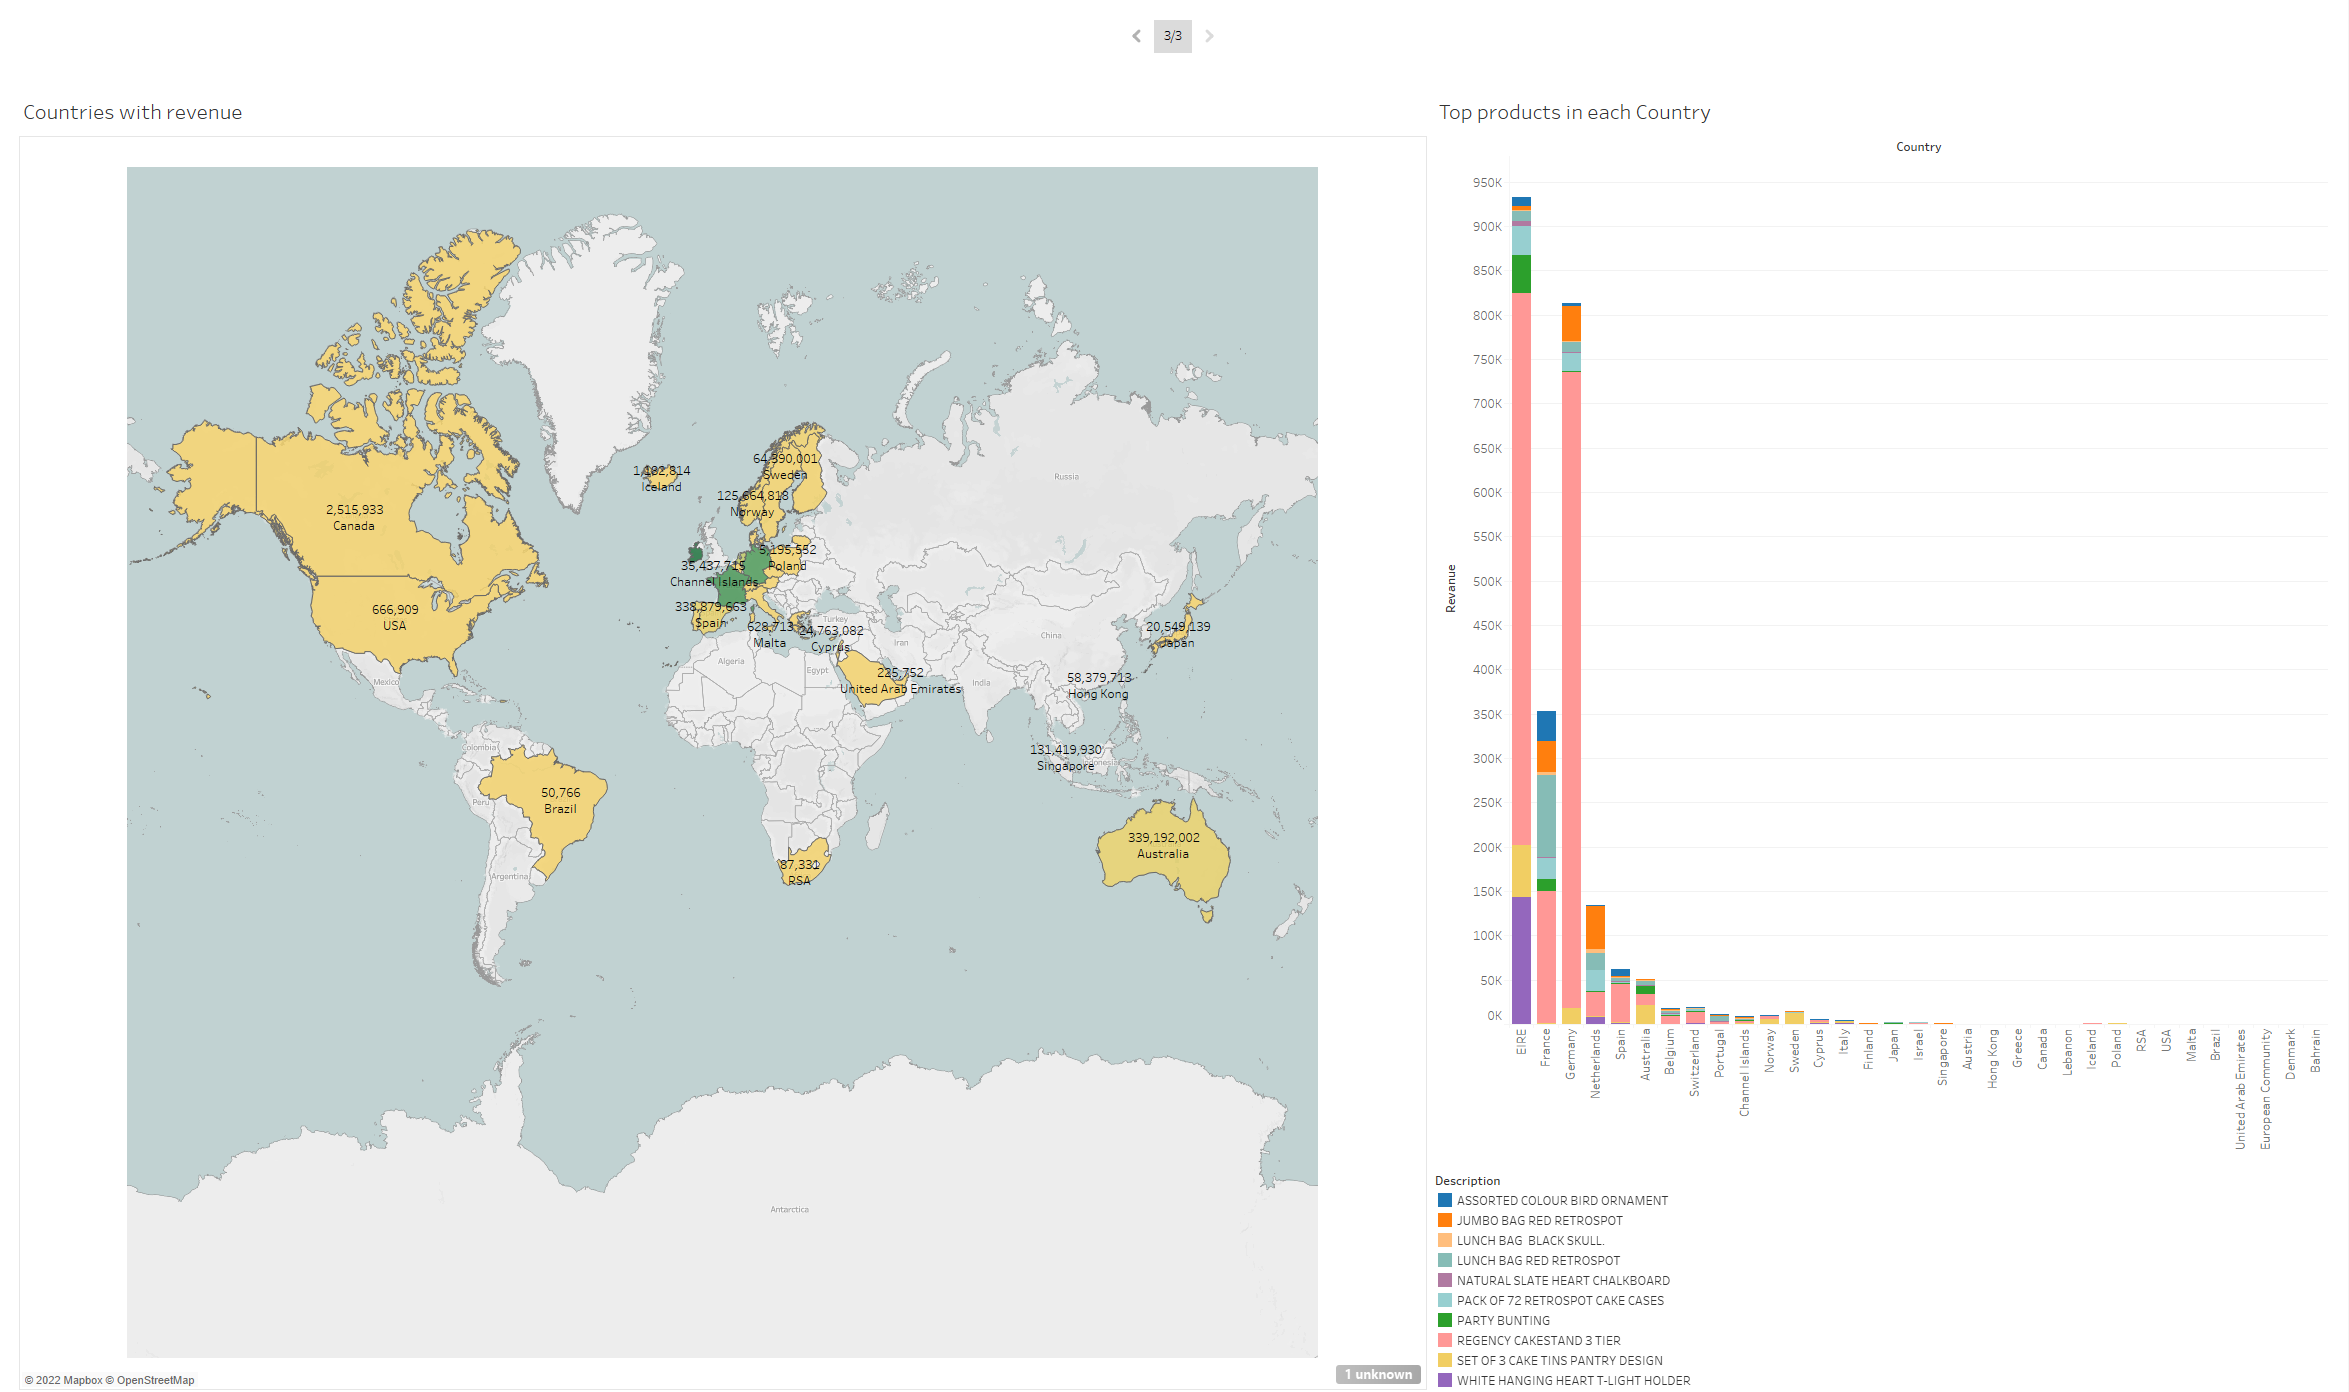 3/3
Countries with revenue
1,182,814
Iceland
64,390,001
Sweden
125,664,818
Norway
Russia
2,515,933
Canada
5,195,552
Poland
35,437,715
Channel Islands
338,879,663
Spain
666,909
USA
628,713
Malta
Turkey
24,763,082
Cyprus
20,549,139
Japan
China
Iran
Algeria
Egypt
225,752
United Arab Emirates
India
58,379,713
Hong Kong
Mexico
Colombia
131,419,930
Singapore
50,766
Brazil
Peru
339,192,002
Australia
87,331
RSA
Argentina
Antarctica
© 2022 Mapbox © OpenStreetMap
1 unknown
Top products in each Country
Country
950K
900K
850K
800K
750K
700K
650K
600K
550K
500K
450K
400K
350K
300K
250K
200K
150K
100K
50K
0K
Revanue
EIRE
France
Germany
Netherlands
Spain
Australia
Belgium
Switzerland
Portugal
Channel Islands
Norway
Sweden
Cyprus
Italy
Finland
Japan
Israel
Singapore
Austria
Hong Kong
Greece
Canada
Lebanon
Iceland
Poland
RSA
USA
Malta
Brazil
United Arab Emirates
European Community
Denmark
Bahrain
Description
ASSORTED COLOUR BIRD ORNAMENT
JUMBO BAG RED RETROSPOT
LUNCH BAG  BLACK SKULL.
LUNCH BAG RED RETROSPOT
NATURAL SLATE HEART CHALKBOARD
PACK OF 72 RETROSPOT CAKE CASES
PARTY BUNTING
REGENCY CAKESTAND 3 TIER
SET OF 3 CAKE TINS PANTRY DESIGN
WHITE HANGING HEART T-LIGHT HOLDER